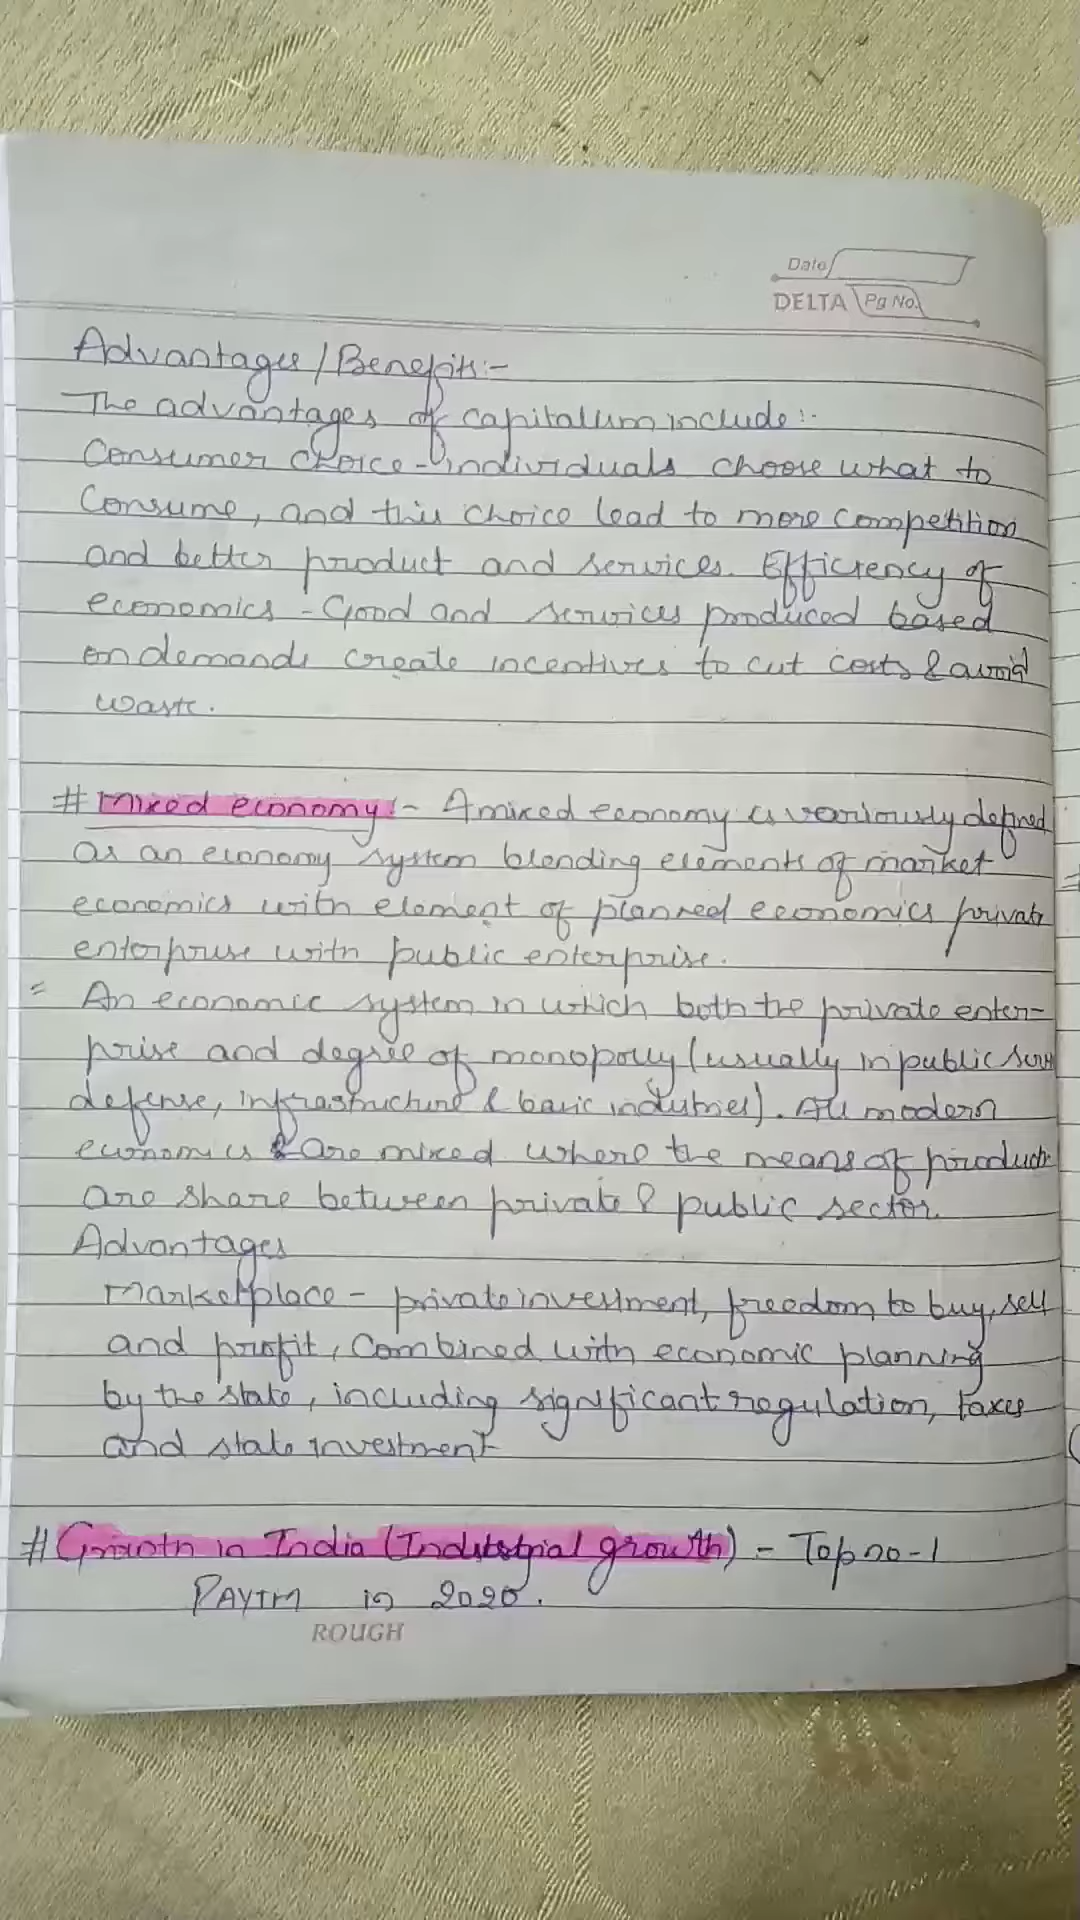 Date
DELTA Pg No.
Advantages/Benefits:-
The advantages of capitalism include:-
Consumer choice - individuals choose what to
Consume, and this choice lead to more competition
and better product and services. Efficiency of
economics - Good and services produced based
on demands create incentives to cut costs & avoid
waste.
# Mixed economy:- A mixed economy is variously defined
as an economy system blending elements of market
economics with element of planned economics private
enterprise with public enterprise.
= An economic system in which both the private enter-
prise and degree of monopoly (usually in public serv
defense, infrastructure & basic industries). All modern
economics are mixed where the means of product
are share between private & public sector.
Advantages
Marketplace - private investment, freedom to buy, sell
and profit, Combined with economic planning
by the state, including significant regulation, taxes
and state investment
# Growth in India (Industrial growth) - Top no-1
PAYTM in 2020.
ROUGH